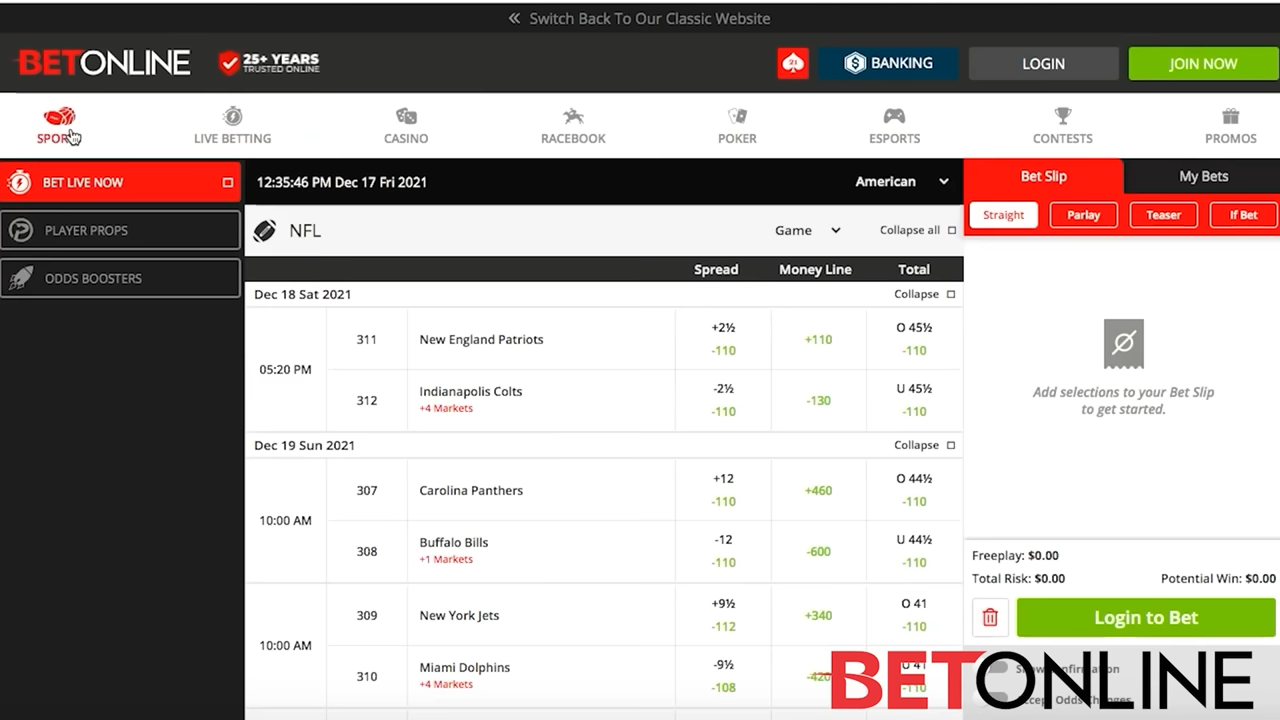 Switch Back To Our Classic Website
BETONLINE
25+ YEARS
TRUSTED ONLINE
21
BANKING
LOGIN
JOIN NOW
SPOR
LIVE BETTING
CASINO
RACEBOOK
POKER
ESPORTS
CONTESTS
PROMOS
BET LIVE NOW
PLAYER PROPS
ODDS BOOSTERS
12:35:46 PM Dec 17 Fri 2021
American
NFL
Game
Collapse all
Spread Money Line Total
Dec 18 Sat 2021 Collapse
05:20 PM
311 New England Patriots +2½ -110 +110 O 45½ -110
312 Indianapolis Colts -2½ -110 -130 U 45½ -110
+4 Markets
Dec 19 Sun 2021 Collapse
10:00 AM
307 Carolina Panthers +12 -110 +460 O 44½ -110
308 Buffalo Bills -12 -110 -600 U 44½ -110
+1 Markets
10:00 AM
309 New York Jets +9½ -112 +340 O 41 -110
310 Miami Dolphins -9½ -108 -420 U 41 -110
+4 Markets
Bet Slip
My Bets
Straight
Parlay
Teaser
If Bet
Add selections to your Bet Slip
to get started.
Freeplay: $0.00
Total Risk: $0.00 Potential Win: $0.00
Login to Bet
BETONLINE